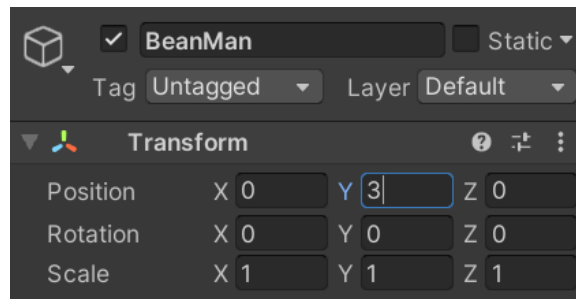 BeanMan Static
Tag Untagged Layer Default
Transform
Position X 0 Y 3 Z 0
Rotation X 0 Y 0 Z 0
Scale X 1 Y 1 Z 1